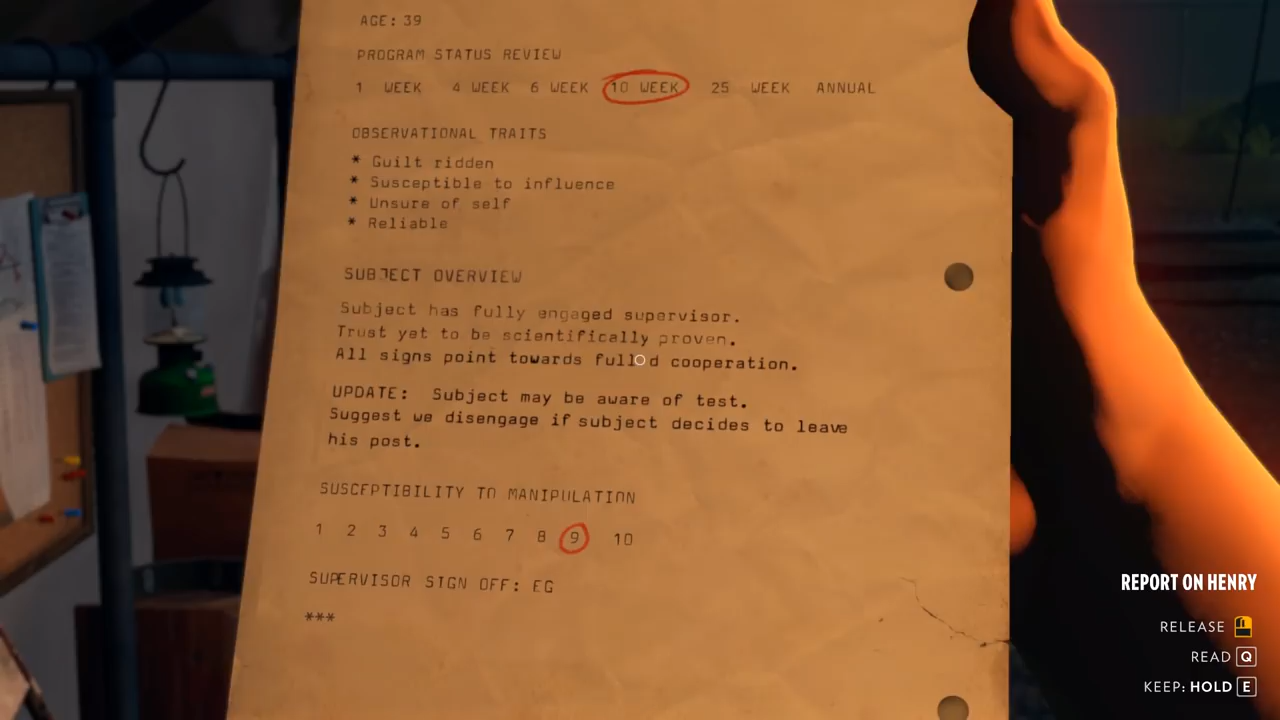 AGE: 39
PROGRAM STATUS REVIEW
1 WEEK 4 WEEK 6 WEEK 10 WEEK 25 WEEK ANNUAL
OBSERVATIONAL TRAITS
* Guilt ridden
* Susceptible to influence
* Unsure of self
* Reliable
SUBJECT OVERVIEW
Subject has fully engaged supervisor.
Trust yet to be scientifically proven.
All signs point towards full d cooperation.
UPDATE: Subject may be aware of test.
Suggest we disengage if subject decides to leave
his post.
SUSCEPTIBILITY TO MANIPULATION
1 2 3 4 5 6 7 8 9 10
SUPERVISOR SIGN OFF: EG
***
REPORT ON HENRY
RELEASE
READ Q
KEEP: HOLD E